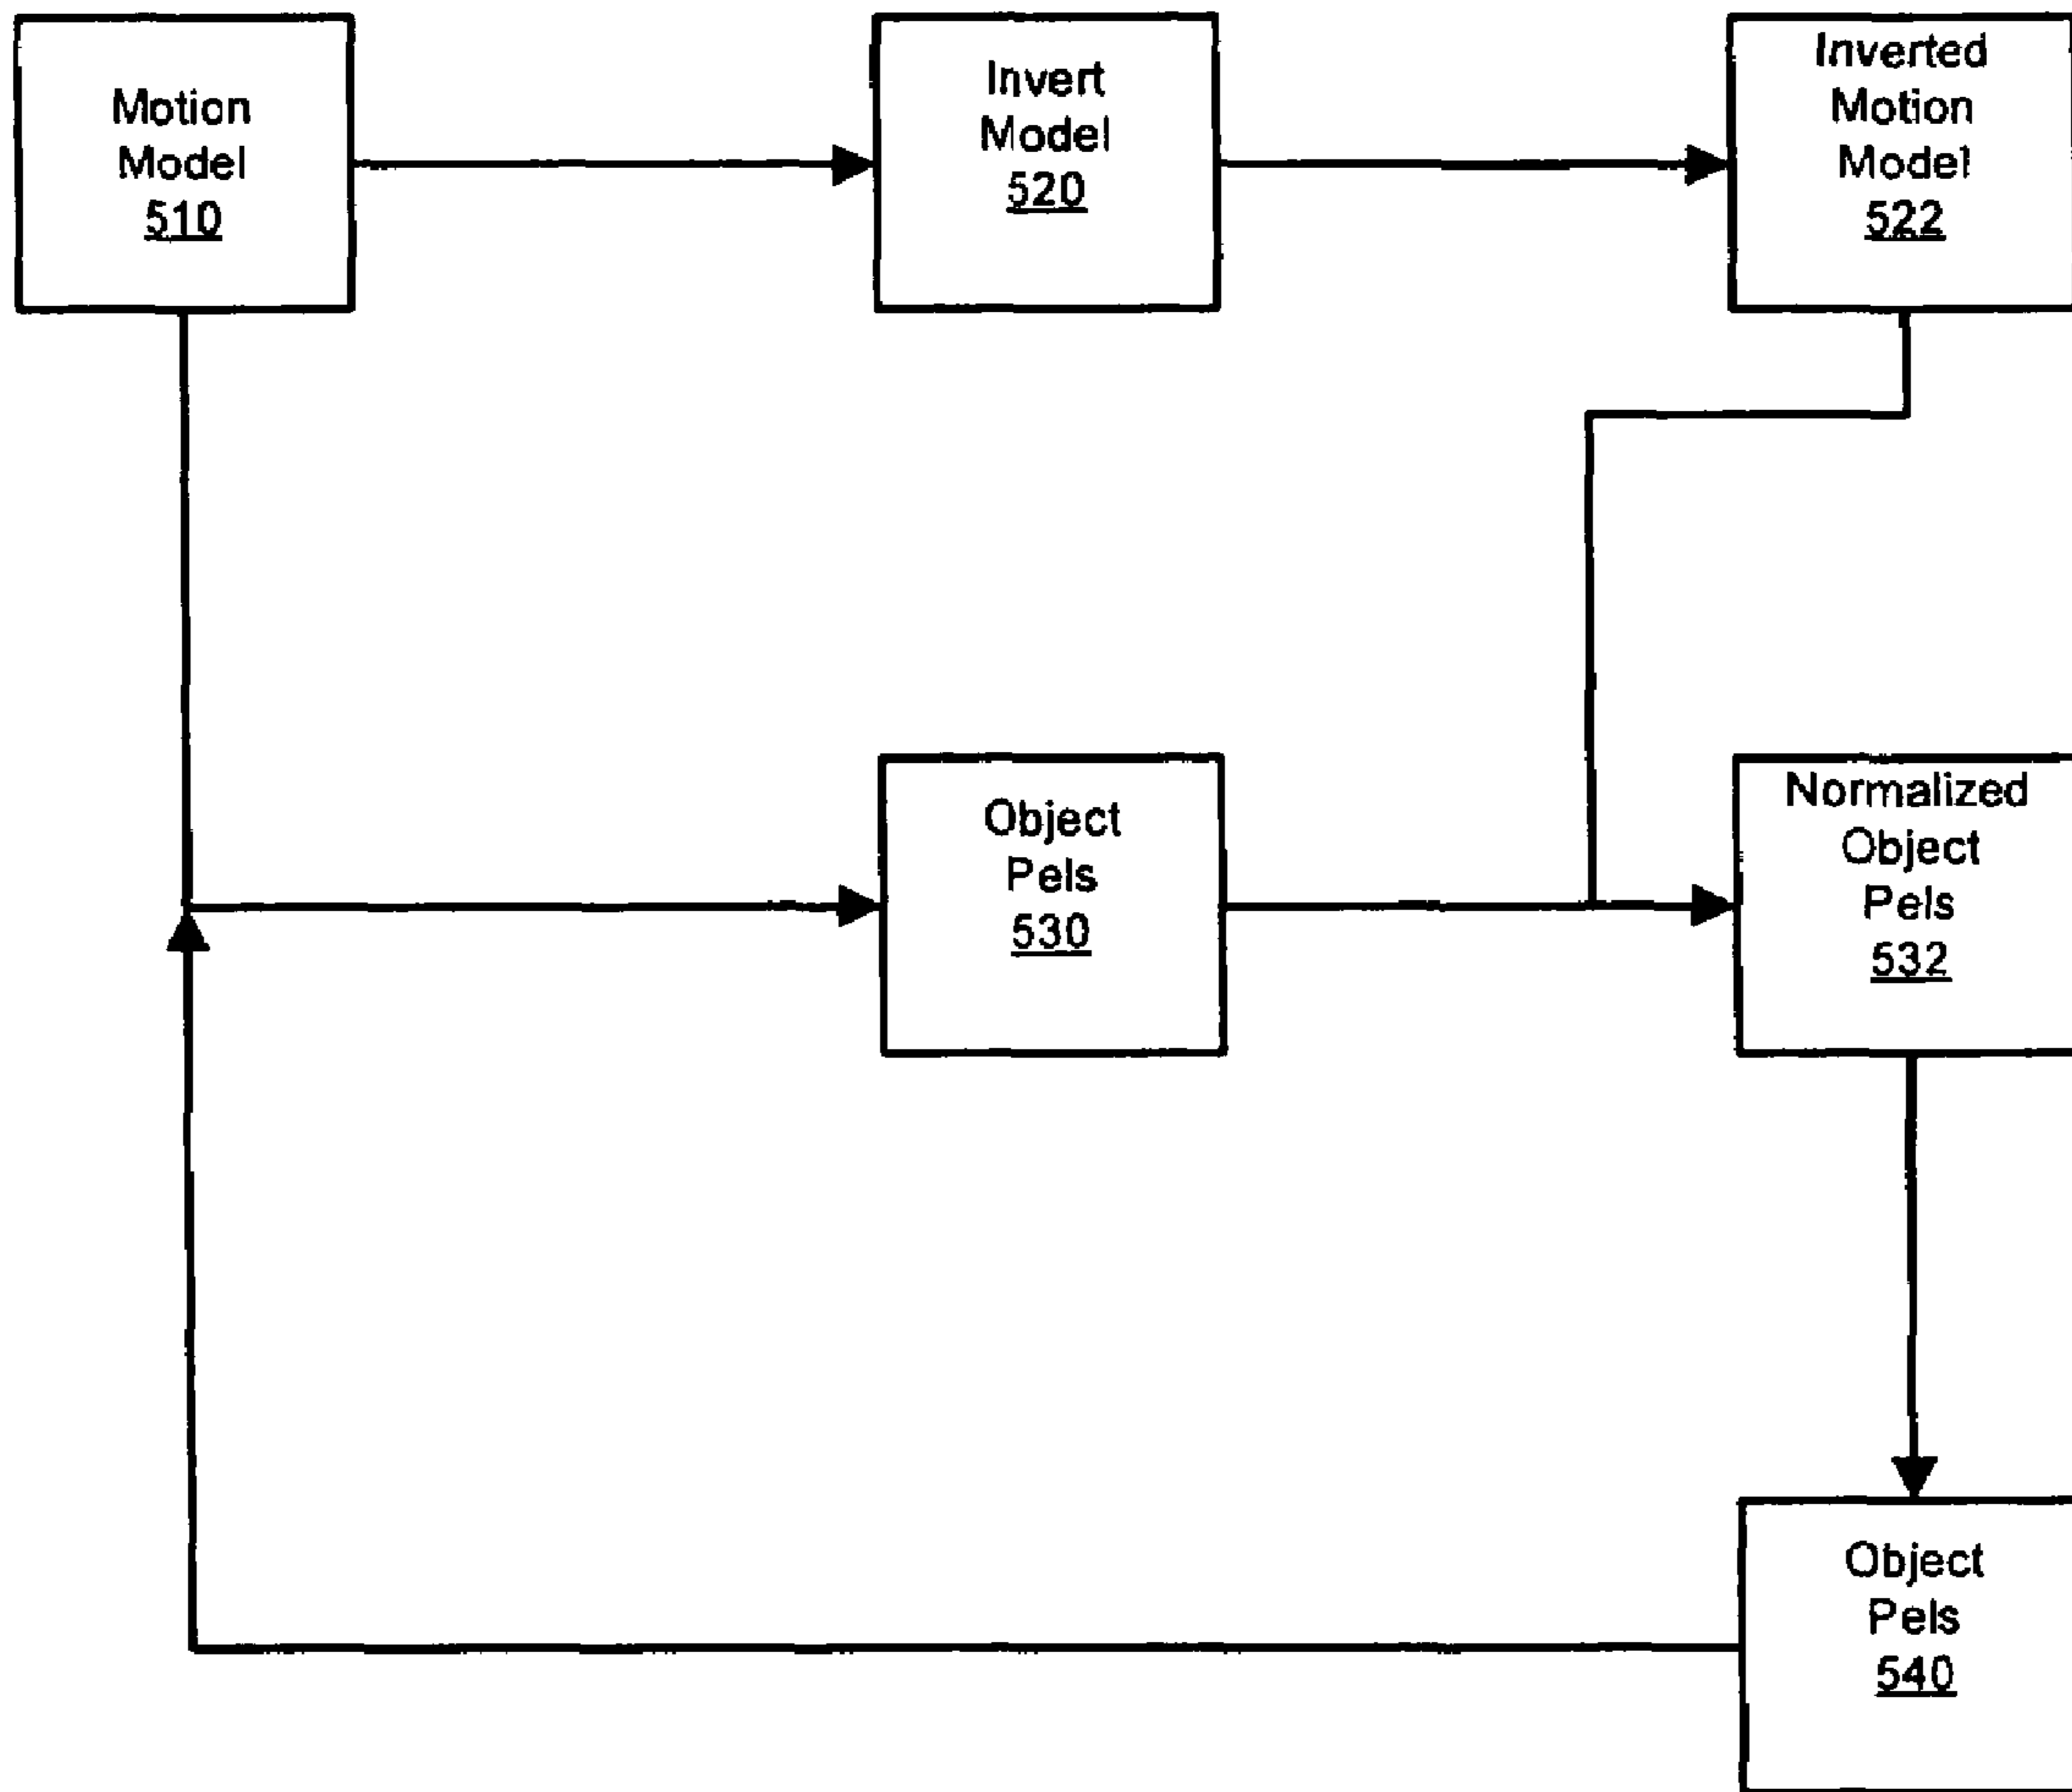 Motion
Model
510
Invert
Model
520
Inverted
Motion
Model
522
Object
Pels
530
Normalized
Object
Pels
532
Object
Pels
540